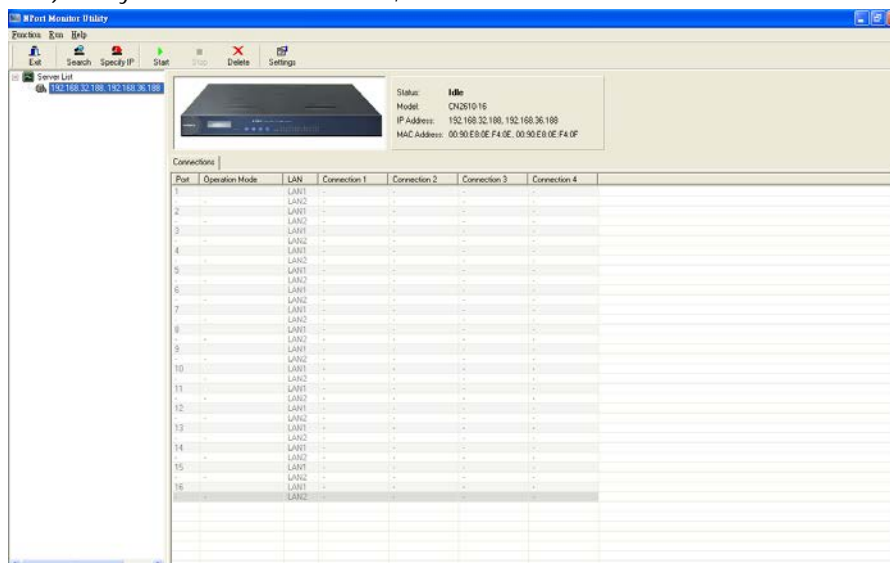 NPort Monitor Utility
Function Run Help
Exit Search Specify IP Start Stop Delete Settings
Server List
192.168.32.188, 192.168.36.188
Status: Idle
Model: CN2610-16
IP Address: 192.168.32.188, 192.168.36.188
MAC Address: 00:90:E8:0E:F4:0E, 00:90:E8:0E:F4:0F
Connections
Port Operation Mode LAN Connection 1 Connection 2 Connection 3 Connection 4
1 LAN1 - - - -
- - LAN2 - - - -
2 LAN1 - - - -
- - LAN2 - - - -
3 LAN1 - - - -
- - LAN2 - - - -
4 LAN1 - - - -
- - LAN2 - - - -
5 LAN1 - - - -
- - LAN2 - - - -
6 LAN1 - - - -
- - LAN2 - - - -
7 LAN1 - - - -
- - LAN2 - - - -
8 LAN1 - - - -
- - LAN2 - - - -
9 LAN1 - - - -
- - LAN2 - - - -
10 LAN1 - - - -
- - LAN2 - - - -
11 LAN1 - - - -
- - LAN2 - - - -
12 LAN1 - - - -
- - LAN2 - - - -
13 LAN1 - - - -
- - LAN2 - - - -
14 LAN1 - - - -
- - LAN2 - - - -
15 LAN1 - - - -
- - LAN2 - - - -
16 LAN1 - - - -
- - LAN2 - - - -